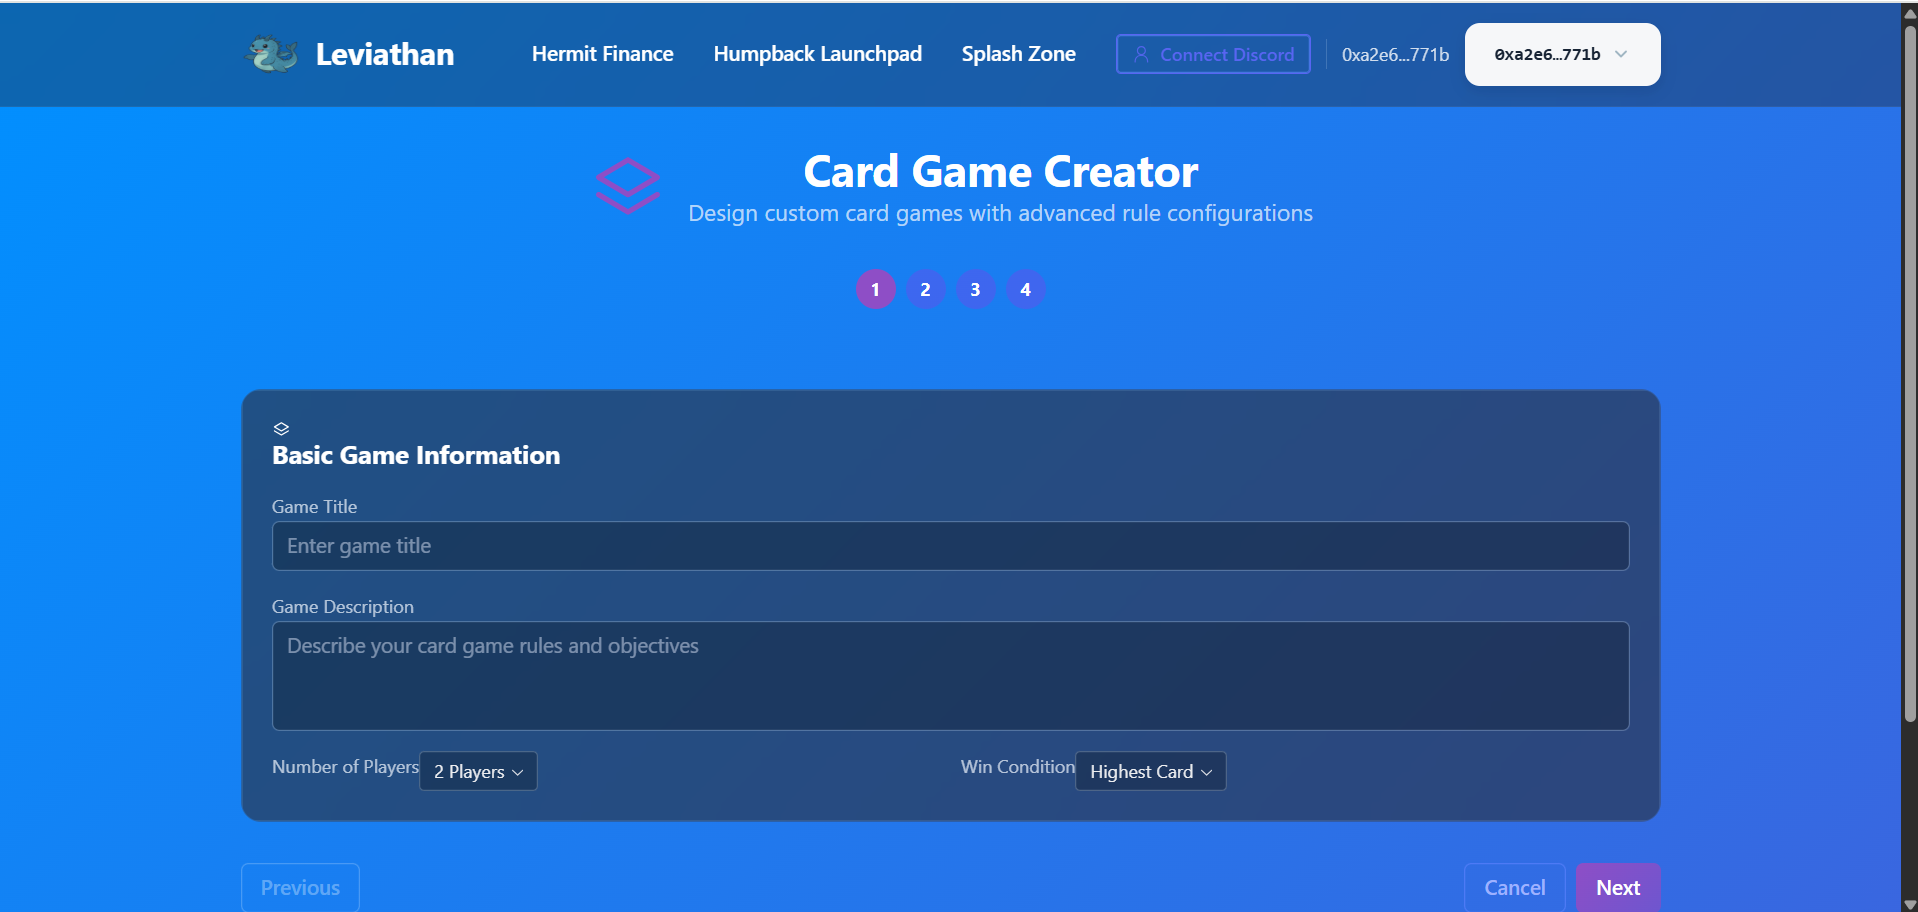 Leviathan
Hermit Finance
Humpback Launchpad
Splash Zone
Connect Discord
0xa2e6...771b
0xa2e6...771b
Card Game Creator
Design custom card games with advanced rule configurations
1 2 3 4
Basic Game Information
Game Title
Enter game title
Game Description
Describe your card game rules and objectives
Number of Players 2 Players
Win Condition Highest Card
Previous
Cancel
Next